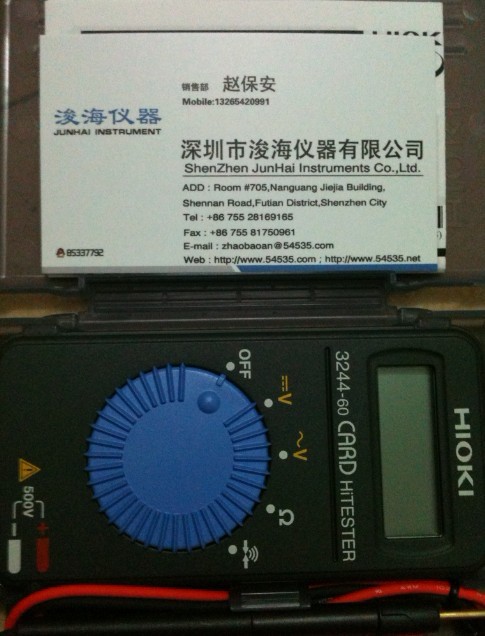 HIOKI
销售部 赵保安
Mobile:13265420991
浚海仪器
JUNHAI INSTRUMENT
深圳市浚海仪器有限公司
ShenZhen JunHai Instruments Co.,Ltd.
ADD : Room #705,Nanguang Jiejia Building,
Shennan Road,Futian District,Shenzhen City
Tel : +86 755 28169165
Fax : +86 755 81750961
E-mail : zhaobaoan@54535.com
Web : http://www.54535.com ; http://www.54535.net
85337792
HIOKI
3244-60 CARD HiTESTER
OFF
⎓V
~V
Ω
500V
+
−